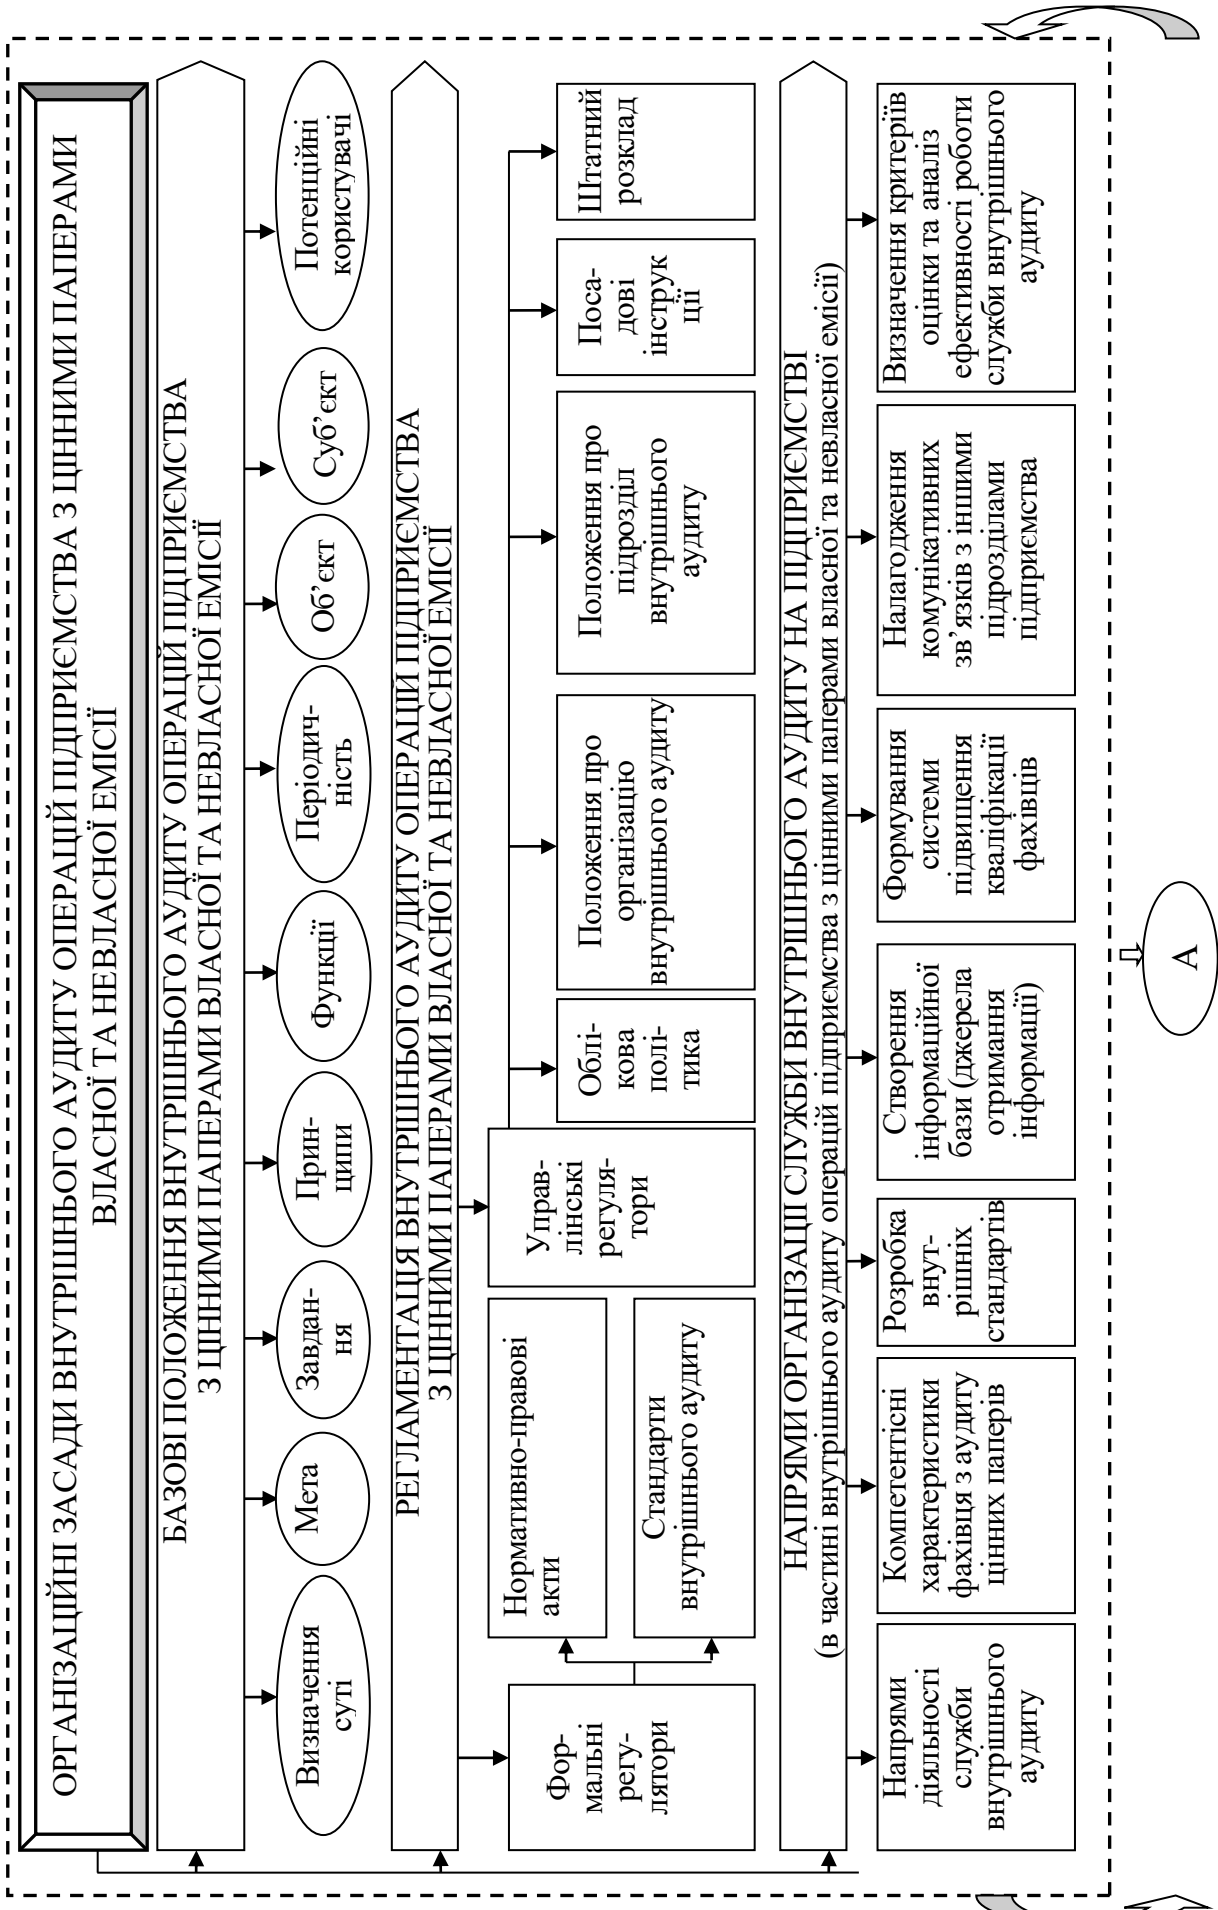 ОРГАНІЗАЦІЙНІ ЗАСАДИ ВНУТРІШНЬОГО АУДИТУ ОПЕРАЦІЙ ПІДПРИЄМСТВА З ЦІННИМИ ПАПЕРАМИ
ВЛАСНОЇ ТА НЕВЛАСНОЇ ЕМІСІЇ
БАЗОВІ ПОЛОЖЕННЯ ВНУТРІШНЬОГО АУДИТУ ОПЕРАЦІЙ ПІДПРИЄМСТВА
З ЦІННИМИ ПАПЕРАМИ ВЛАСНОЇ ТА НЕВЛАСНОЇ ЕМІСІЇ
Визначення
суті
Мета
Завдан-
ня
Прин-
ципи
Функції
Періодич-
ність
Об’єкт
Суб’єкт
Потенційні
користувачі
РЕГЛАМЕНТАЦІЯ ВНУТРІШНЬОГО АУДИТУ ОПЕРАЦІЙ ПІДПРИЄМСТВА
З ЦІННИМИ ПАПЕРАМИ ВЛАСНОЇ ТА НЕВЛАСНОЇ ЕМІСІЇ
Фор-
мальні
регу-
лятори
Нормативно-правові
акти
Стандарти
внутрішнього аудиту
Управ-
лінські
регуля-
тори
Облі-
кова
полі-
тика
Положення про
організацію
внутрішнього аудиту
Положення про
підрозділ
внутрішнього
аудиту
Поса-
дові
інструк
ції
Штатний
розклад
НАПРЯМИ ОРГАНІЗАЦІЇ СЛУЖБИ ВНУТРІШНЬОГО АУДИТУ НА ПІДПРИЄМСТВІ
(в частині внутрішнього аудиту операцій підприємства з цінними паперами власної та невласної емісії)
Напрями
діяльності
служби
внутрішнього
аудиту
Компетентісні
характеристики
фахівця з аудиту
цінних паперів
Розробка
внут-
рішніх
стандартів
Створення
інформаційної
бази (джерела
отримання
інформації)
Формування
системи
підвищення
кваліфікації
фахівців
Налагодження
комунікативних
зв’язків з іншими
підрозділами
підприємства
Визначення критеріїв
оцінки та аналіз
ефективності роботи
служби внутрішнього
аудиту
А